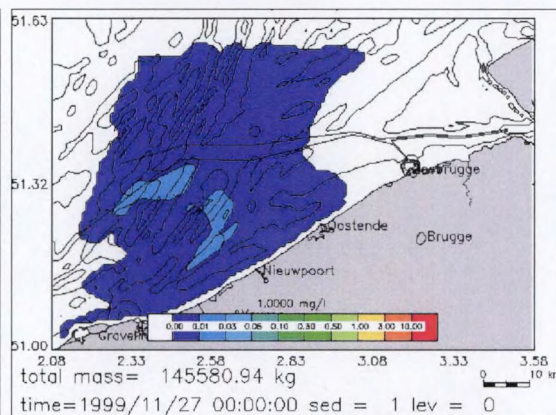 51.63
51.32
51.00
Oostende
Brugge
Nieuwpoort
1.0000 mg/l
0.00 0.01 0.03 0.05 0.10 0.30 0.50 1.00 3.00 10.00
2.08 2.33 2.58 2.83 3.08 3.33 3.58
total mass= 145580.94 kg
0 10 km
time=1999/11/27 00:00:00 sed = 1 lev = 0